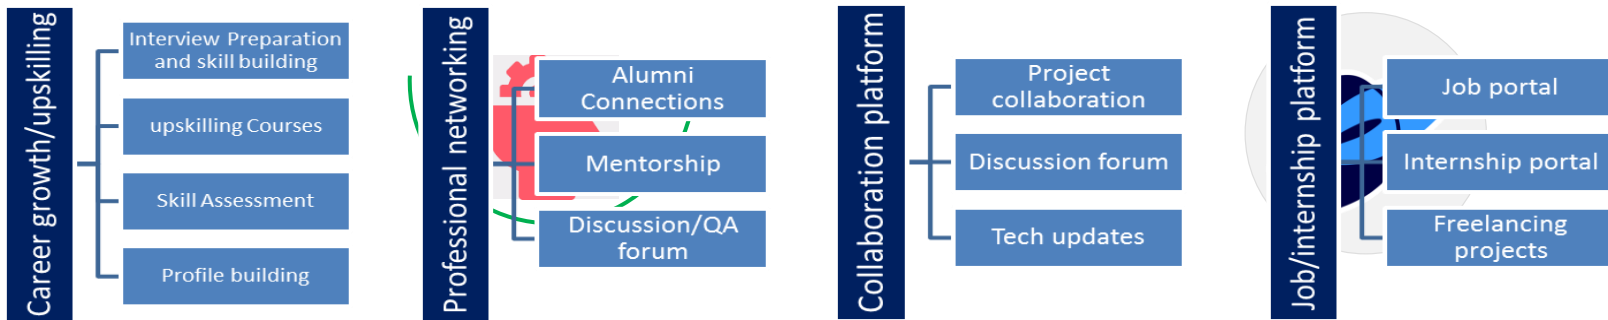 Career growth/upskilling
Interview Preparation
and skill building
upskilling Courses
Skill Assessment
Profile building
Professional networking
Alumni
Connections
Mentorship
Discussion/QA
forum
Collaboration platform
Project
collaboration
Discussion forum
Tech updates
Job/internship platform
Job portal
Internship portal
Freelancing
projects